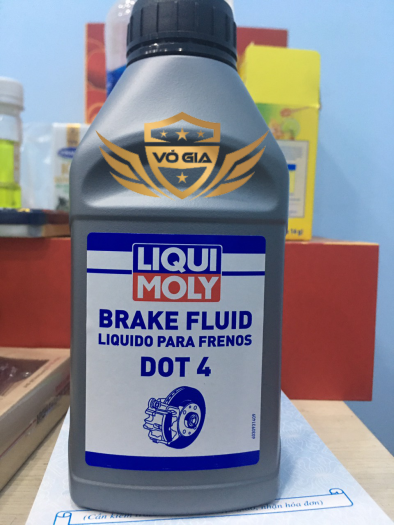 VÕ GIA
LIQUI
MOLY
BRAKE FLUID
LIQUIDO PARA FRENOS
DOT 4